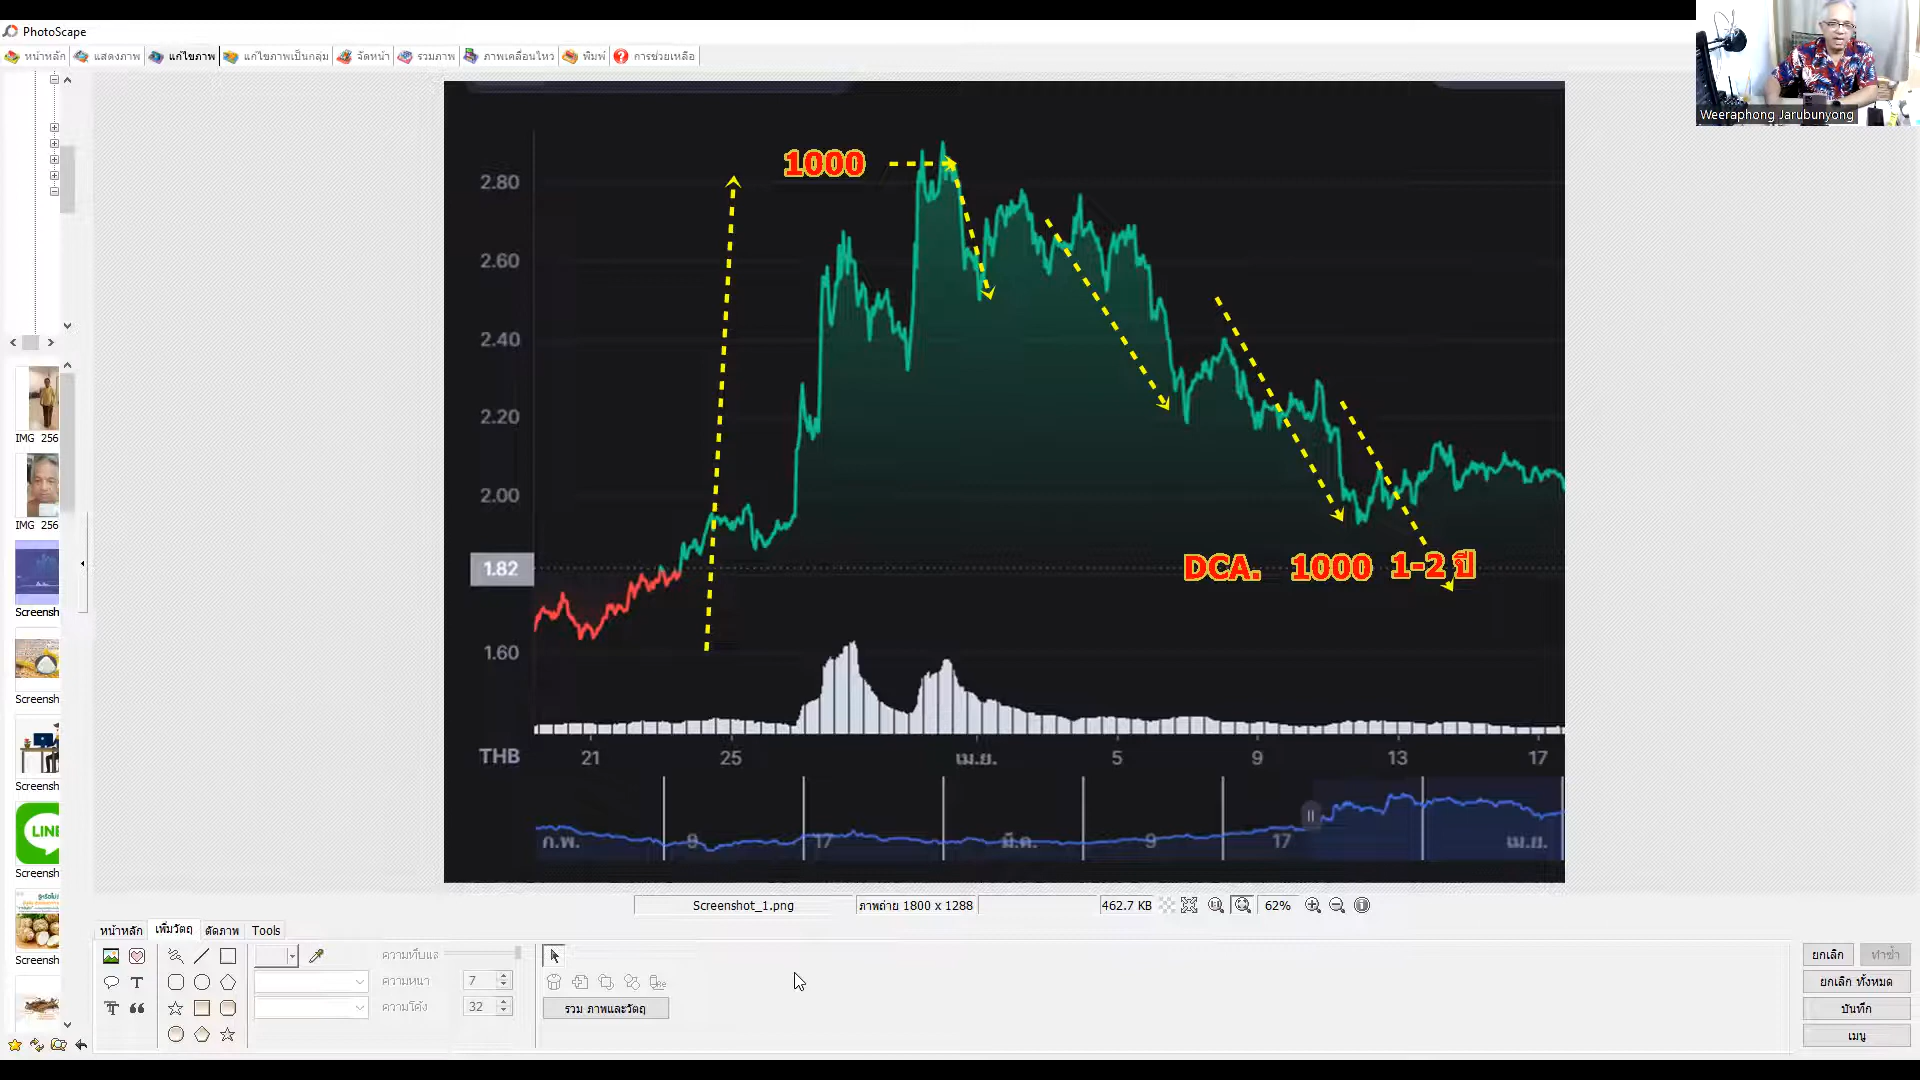 PhotoScape
หน้าหลัก แสดงภาพ แก้ไขภาพ แก้ไขภาพเป็นกลุ่ม จัดหน้า รวมภาพ ภาพเคลื่อนไหว พิมพ์ การช่วยเหลือ
Weeraphong Jarubunyong
1000
2.80
2.60
2.40
2.20
2.00
1.82
DCA. 1000 1-2 ปี
1.60
THB 21 25 เม.ย. 5 9 13 17
ก.พ. 9 17 มี.ค. 9 17 เม.ย.
IMG 256
IMG 256
Screensh
Screensh
Screensh
LINE
Screensh
Screensh
Screenshot_1.png ภาพถ่าย 1800 x 1288 462.7 KB 62%
หน้าหลัก เพิ่มวัตถุ ตัดภาพ Tools
ความทึบแส
ความหนา 7
ความโค้ง 32
รวม ภาพและวัตถุ
ยกเลิก ทำซ้ำ
ยกเลิก ทั้งหมด
บันทึก
เมนู